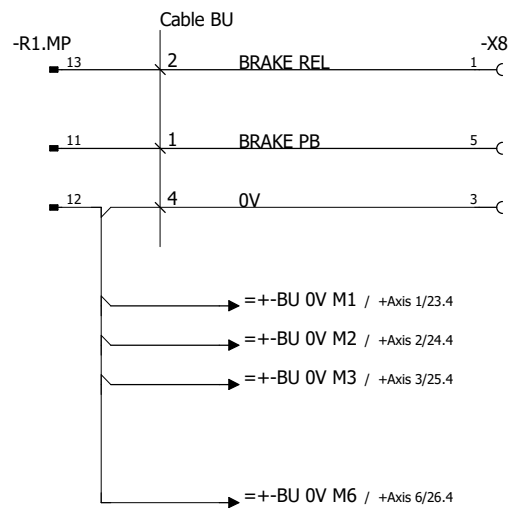 Cable BU
-R1.MP -X8
13 2 BRAKE REL 1
11 1 BRAKE PB 5
12 4 0V 3
=+-BU 0V M1 / +Axis 1/23.4
=+-BU 0V M2 / +Axis 2/24.4
=+-BU 0V M3 / +Axis 3/25.4
=+-BU 0V M6 / +Axis 6/26.4